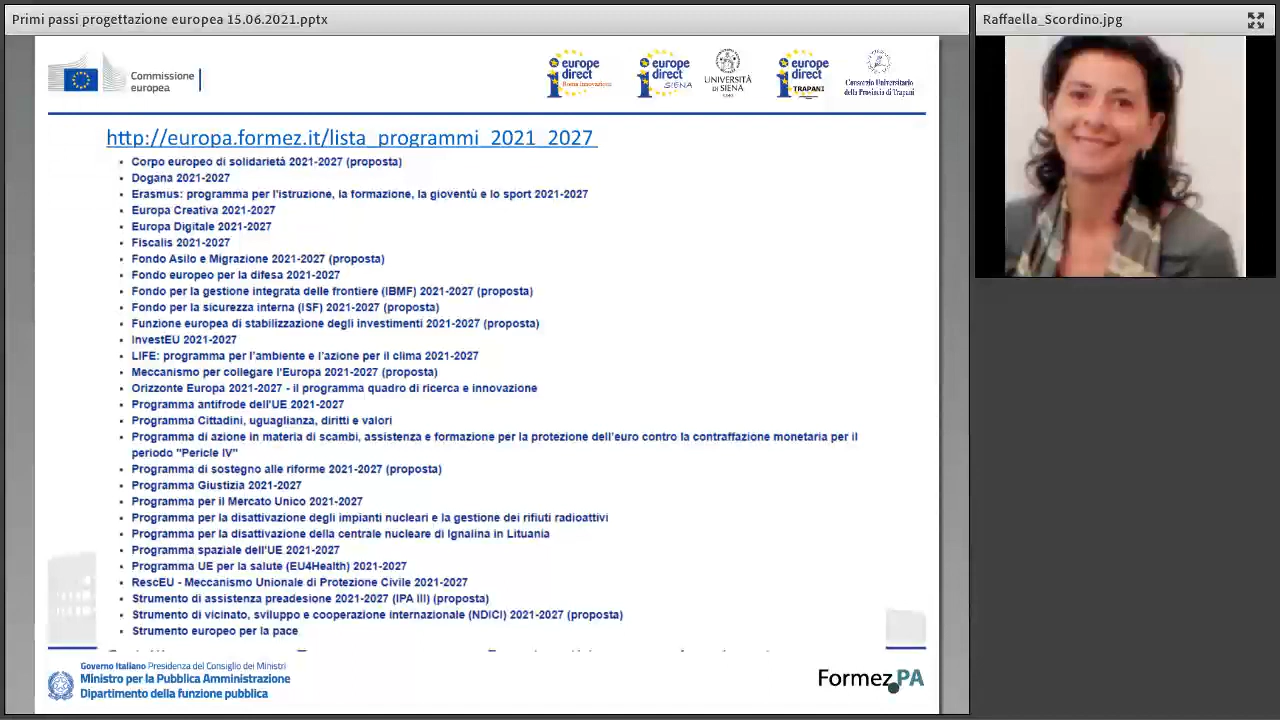 Primi passi progettazione europea 15.06.2021.pptx
Raffaella_Scordino.jpg
Commissione
europea
europe
direct
Roma Innovazione
europe
direct
SIENA
UNIVERSITÀ
DI SIENA
1240
europe
direct
TRAPANI
Consorzio Universitario
della Provincia di Trapani
http://europa.formez.it/lista_programmi_2021_2027
Corpo europeo di solidarietà 2021-2027 (proposta)
Dogana 2021-2027
Erasmus: programma per l'istruzione, la formazione, la gioventù e lo sport 2021-2027
Europa Creativa 2021-2027
Europa Digitale 2021-2027
Fiscalis 2021-2027
Fondo Asilo e Migrazione 2021-2027 (proposta)
Fondo europeo per la difesa 2021-2027
Fondo per la gestione integrata delle frontiere (IBMF) 2021-2027 (proposta)
Fondo per la sicurezza interna (ISF) 2021-2027 (proposta)
Funzione europea di stabilizzazione degli investimenti 2021-2027 (proposta)
InvestEU 2021-2027
LIFE: programma per l'ambiente e l'azione per il clima 2021-2027
Meccanismo per collegare l'Europa 2021-2027 (proposta)
Orizzonte Europa 2021-2027 - il programma quadro di ricerca e innovazione
Programma antifrode dell'UE 2021-2027
Programma Cittadini, uguaglianza, diritti e valori
Programma di azione in materia di scambi, assistenza e formazione per la protezione dell'euro contro la contraffazione monetaria per il
periodo "Pericle IV"
Programma di sostegno alle riforme 2021-2027 (proposta)
Programma Giustizia 2021-2027
Programma per il Mercato Unico 2021-2027
Programma per la disattivazione degli impianti nucleari e la gestione dei rifiuti radioattivi
Programma per la disattivazione della centrale nucleare di Ignalina in Lituania
Programma spaziale dell'UE 2021-2027
Programma UE per la salute (EU4Health) 2021-2027
RescEU - Meccanismo Unionale di Protezione Civile 2021-2027
Strumento di assistenza preadesione 2021-2027 (IPA III) (proposta)
Strumento di vicinato, sviluppo e cooperazione internazionale (NDICI) 2021-2027 (proposta)
Strumento europeo per la pace
Governo Italiano Presidenza del Consiglio dei Ministri
Ministro per la Pubblica Amministrazione
Dipartimento della funzione pubblica
Formez PA